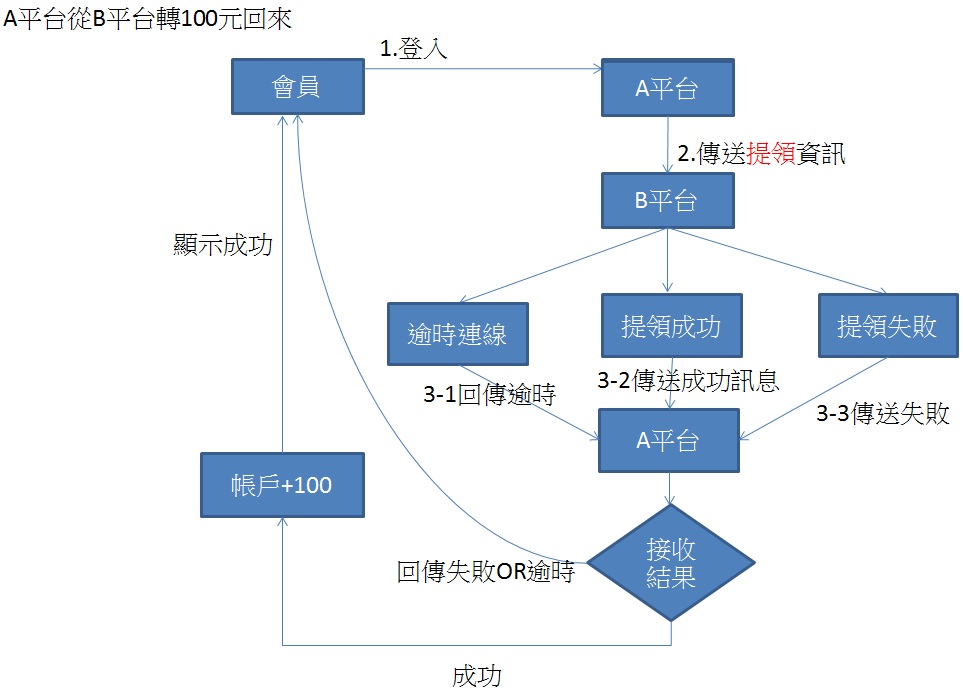 A平台從B平台轉100元回來
1.登入
會員
A平台
2.傳送提領資訊
B平台
顯示成功
逾時連線
提領成功
提領失敗
3-1回傳逾時
3-2傳送成功訊息
3-3傳送失敗
A平台
帳戶+100
接收
結果
回傳失敗OR逾時
成功